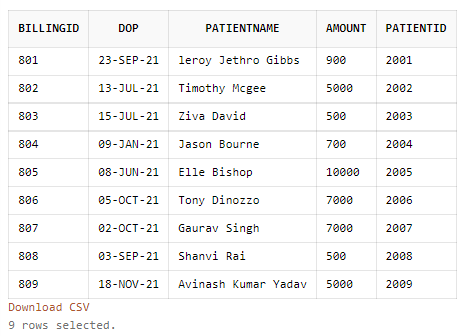 BILLINGID DOP PATIENTNAME AMOUNT PATIENTID
801 23-SEP-21 leroy Jethro Gibbs 900 2001
802 13-JUL-21 Timothy Mcgee 5000 2002
803 15-JUL-21 Ziva David 500 2003
804 09-JAN-21 Jason Bourne 700 2004
805 08-JUN-21 Elle Bishop 10000 2005
806 05-OCT-21 Tony Dinozzo 7000 2006
807 02-OCT-21 Gaurav Singh 7000 2007
808 03-SEP-21 Shanvi Rai 500 2008
809 18-NOV-21 Avinash Kumar Yadav 5000 2009
Download CSV
9 rows selected.